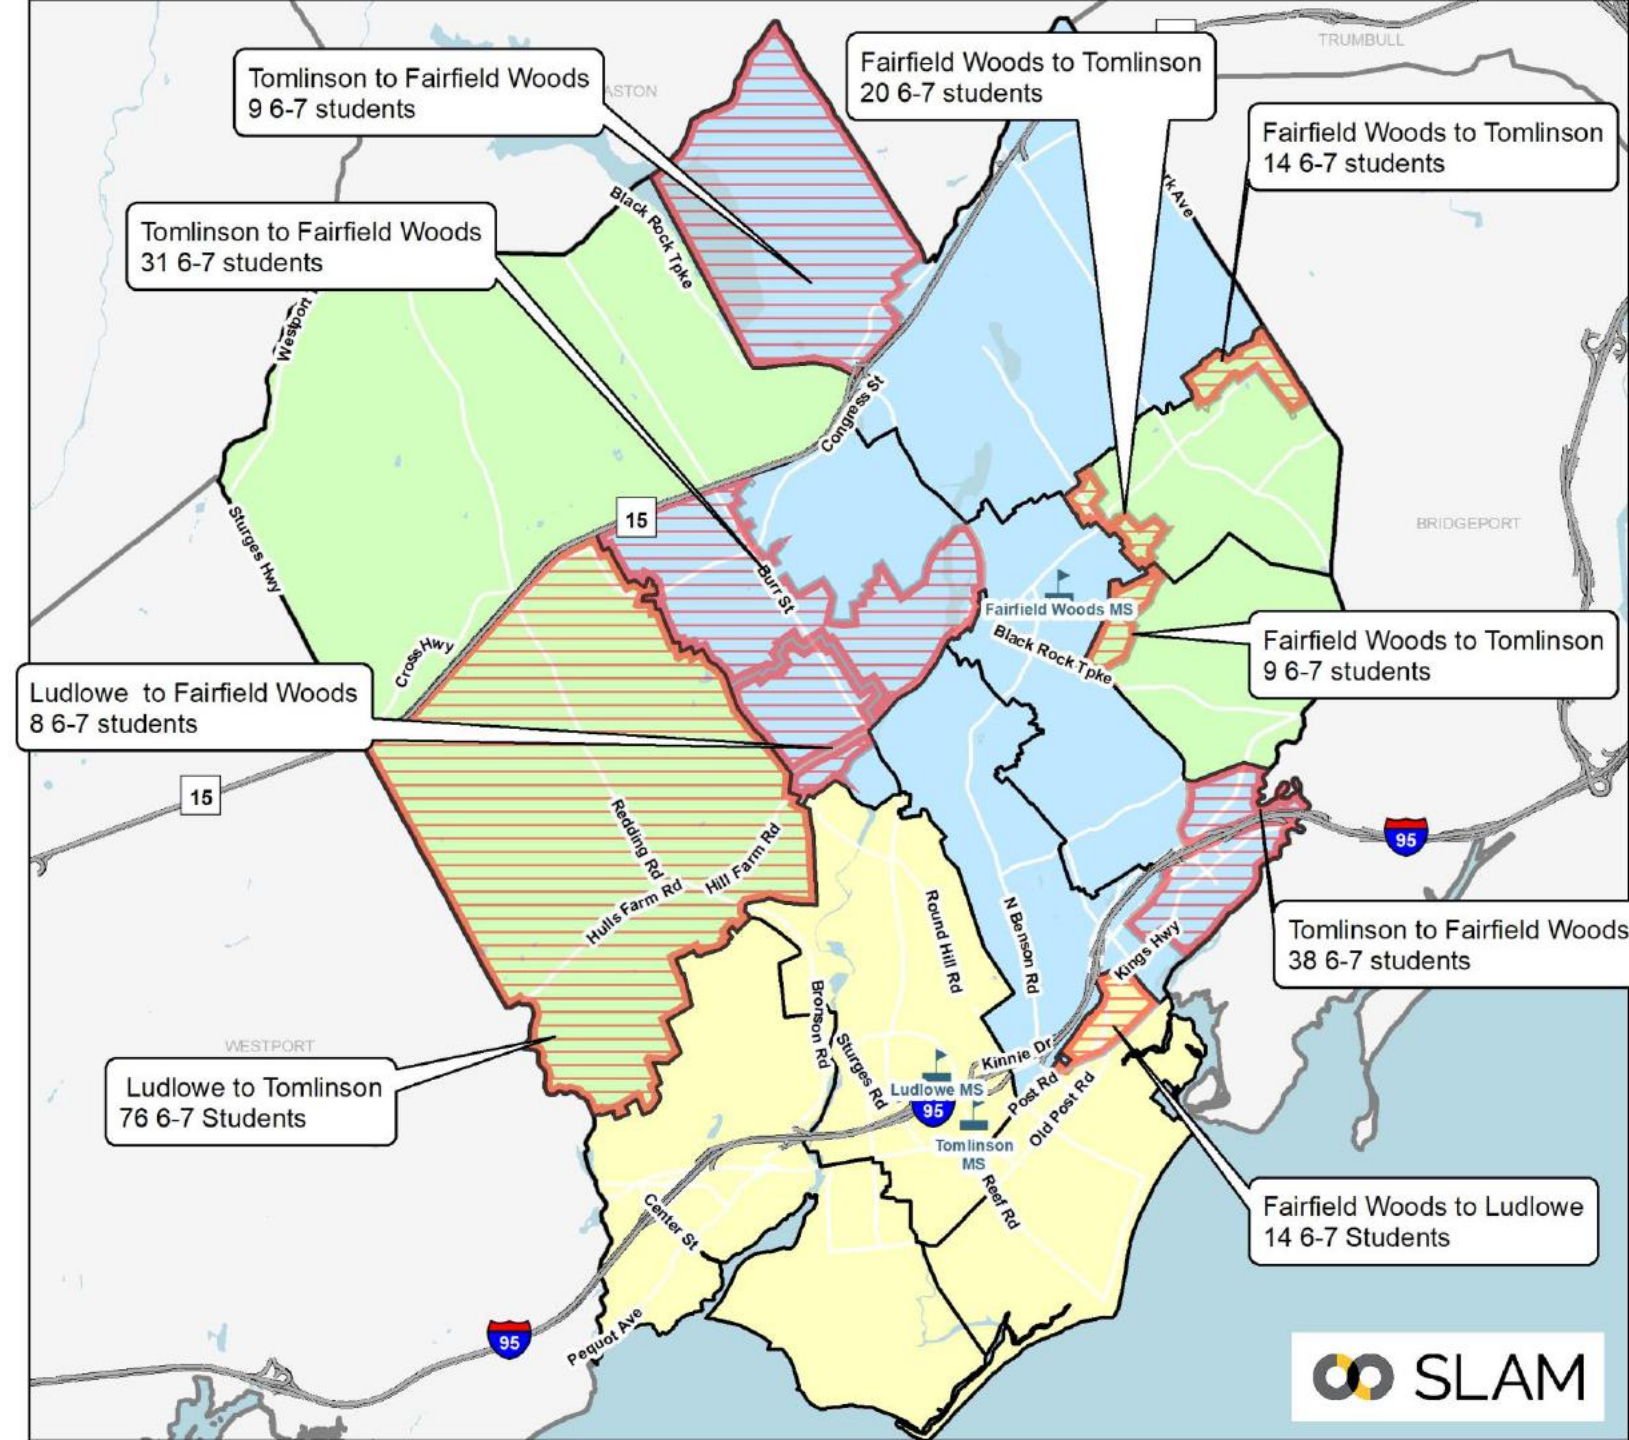 TRUMBULL
Fairfield Woods to Tomlinson
20 6-7 students
Tomlinson to Fairfield Woods
9 6-7 students
ASTON
Fairfield Woods to Tomlinson
14 6-7 students
rk Ave
Black Rock Tpke
Tomlinson to Fairfield Woods
31 6-7 students
Westport
Congress St
15
Sturges Hwy
BRIDGEPORT
Burr St
Fairfield Woods MS
Black Rock Tpke
Fairfield Woods to Tomlinson
9 6-7 students
Cross Hwy
Ludlowe to Fairfield Woods
8 6-7 students
15
95
Redding Rd
Hill Farm Rd
Hulls Farm Rd
Round Hill Rd
N Benson Rd
Kings Hwy
Tomlinson to Fairfield Woods
38 6-7 students
Bronson Rd
Sturges Rd
Kinnie Dr
WESTPORT
Ludlowe to Tomlinson
76 6-7 Students
Ludlowe MS
95
Post Rd
Old Post Rd
Tomlinson
MS
Reef Rd
Center St
Fairfield Woods to Ludlowe
14 6-7 Students
95
Pequot Ave
SLAM